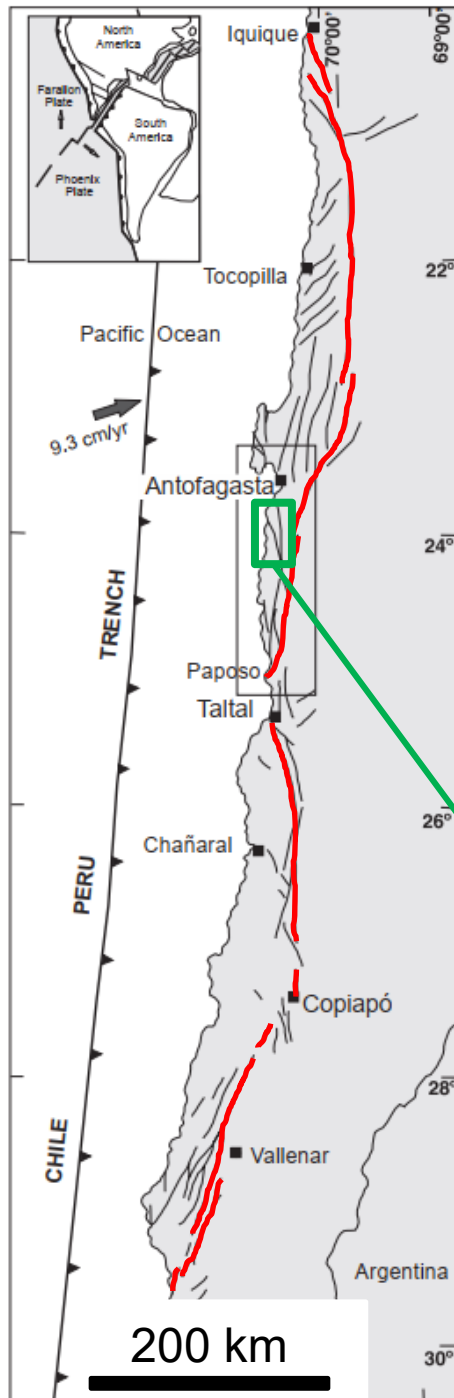 North
America
Farallon
Plate
South
America
Phoenix
Plate
Iquique
70°00'
69°00'
22°
Tocopilla
Pacific Ocean
9,3 cm/yr
Antofagasta
24°
TRENCH
Paposo
Taltal
26°
Chañaral
PERU
Copiapó
28°
CHILE
Vallenar
Argentina
30°
200 km